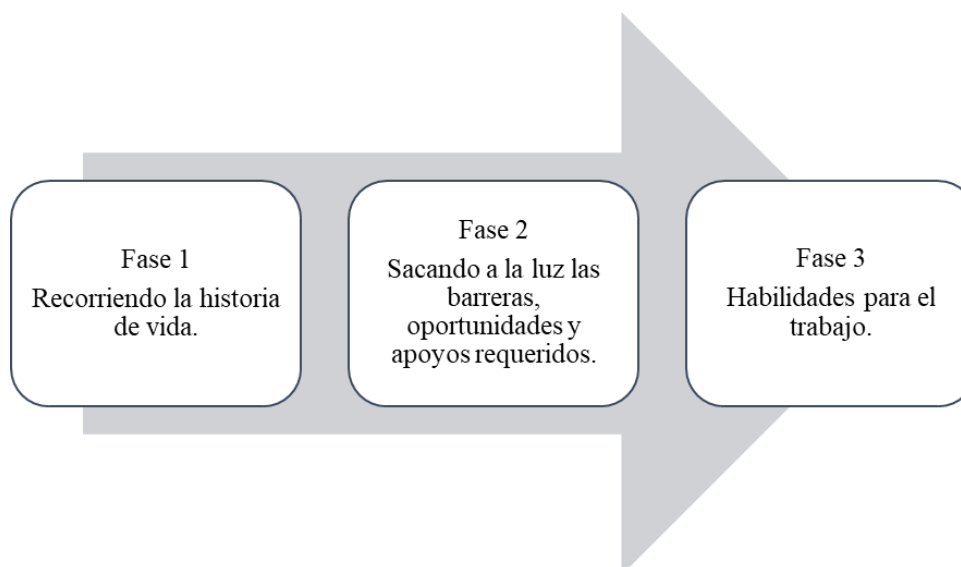 Fase 1
Recorriendo la historia
de vida.
Fase 2
Sacando a la luz las
barreras,
oportunidades y
apoyos requeridos.
Fase 3
Habilidades para el
trabajo.